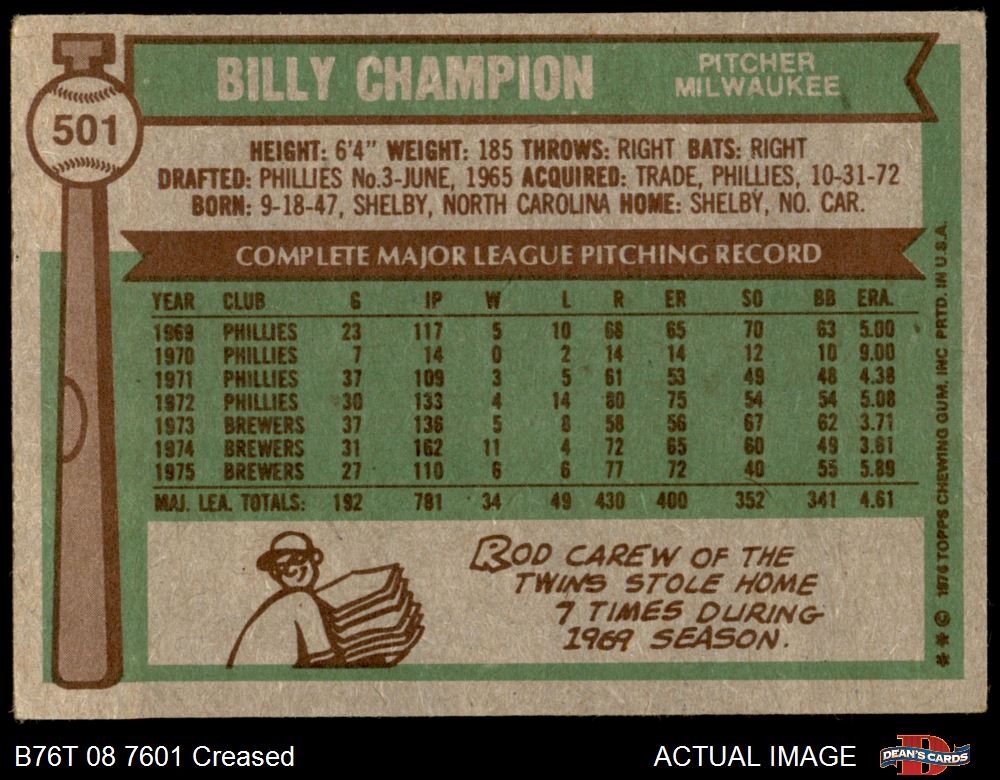 BILLY CHAMPION
PITCHER
MILWAUKEE
501
HEIGHT: 6'4" WEIGHT: 185 THROWS: RIGHT BATS: RIGHT
DRAFTED: PHILLIES No.3-JUNE, 1965 ACQUIRED: TRADE, PHILLIES, 10-31-72
BORN: 9-18-47, SHELBY, NORTH CAROLINA HOME: SHELBY, NO. CAR.
COMPLETE MAJOR LEAGUE PITCHING RECORD
YEAR CLUB G IP W L R ER SO BB ERA.
1969 PHILLIES 23 117 5 10 68 65 70 63 5.00
1970 PHILLIES 7 14 0 2 14 14 12 10 9.00
1971 PHILLIES 37 109 3 5 61 53 49 48 4.38
1972 PHILLIES 30 133 4 14 80 75 54 54 5.08
1973 BREWERS 37 136 5 8 58 56 67 62 3.71
1974 BREWERS 31 162 11 4 72 65 60 49 3.61
1975 BREWERS 27 110 6 6 77 72 40 55 5.89
MAJ. LEA. TOTALS: 192 781 34 49 430 400 352 341 4.61
ROD CAREW OF THE
TWINS STOLE HOME
7 TIMES DURING
1969 SEASON.
** © 1976 TOPPS CHEWING GUM, INC PRTD. IN U.S.A.
B76T 08 7601 Creased
ACTUAL IMAGE
D
DEAN'S CARDS